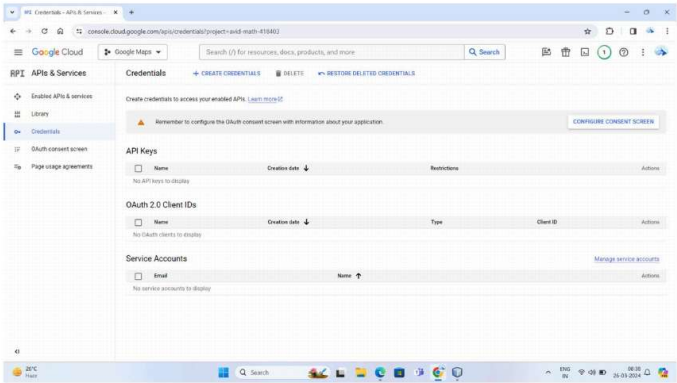 Credentials - APIs & Services -
console.cloud.google.com/apis/credentials?project=avid-math-418403
Google Cloud
Google Maps
Search (/) for resources, docs, products, and more
Search
1
API APIs & Services
Credentials
+ CREATE CREDENTIALS
DELETE
RESTORE DELETED CREDENTIALS
Enabled APIs & services
Library
Credentials
OAuth consent screen
Page usage agreements
Create credentials to access your enabled APIs. Learn more
Remember to configure the OAuth consent screen with information about your application.
CONFIGURE CONSENT SCREEN
API Keys
Name Creation date Restrictions Actions
No API keys to display
OAuth 2.0 Client IDs
Name Creation date Type Client ID Actions
No OAuth clients to display
Service Accounts
Manage service accounts
Email Name Actions
No service accounts to display
26°C
Haze
Search
ENG
IN
08:38
26-03-2024